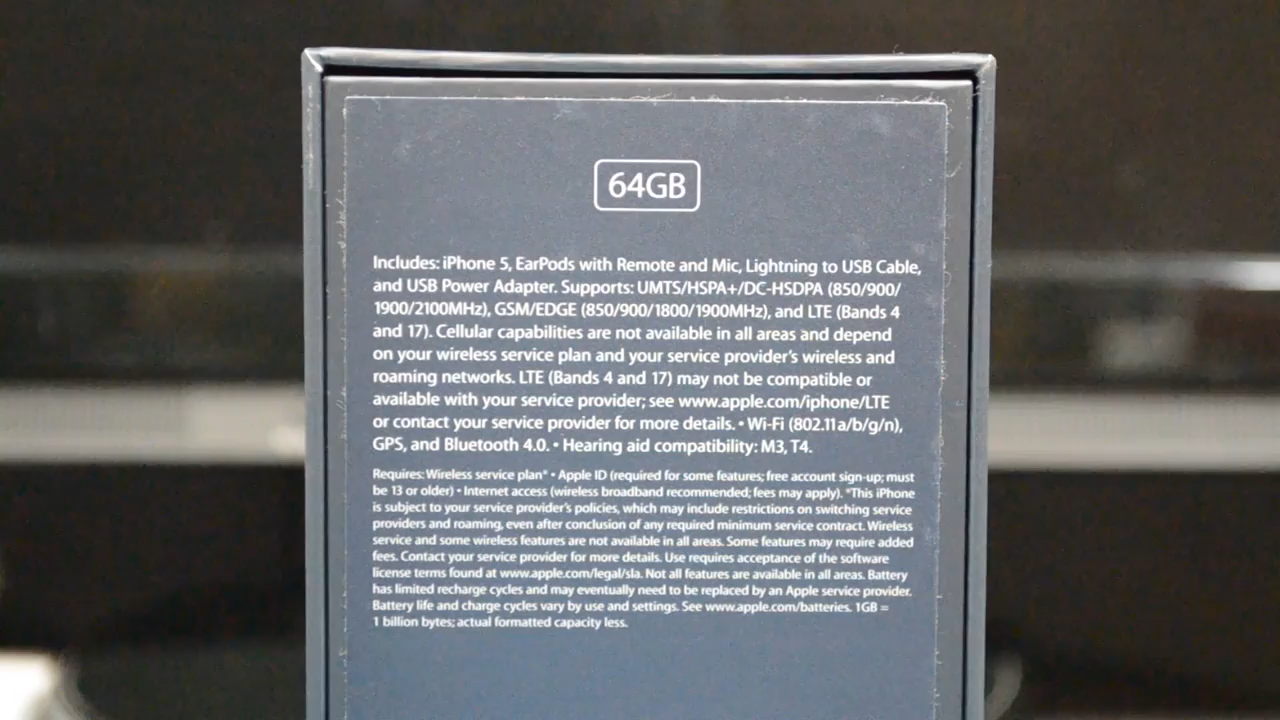 64GB
Includes: iPhone 5, EarPods with Remote and Mic, Lightning to USB Cable,
and USB Power Adapter. Supports: UMTS/HSPA+/DC-HSDPA (850/900/
1900/2100MHz), GSM/EDGE (850/900/1800/1900MHz), and LTE (Bands 4
and 17). Cellular capabilities are not available in all areas and depend
on your wireless service plan and your service provider's wireless and
roaming networks. LTE (Bands 4 and 17) may not be compatible or
available with your service provider; see www.apple.com/iphone/LTE
or contact your service provider for more details. • Wi-Fi (802.11a/b/g/n),
GPS, and Bluetooth 4.0. • Hearing aid compatibility: M3, T4.
Requires: Wireless service plan* • Apple ID (required for some features; free account sign-up; must
be 13 or older) • Internet access (wireless broadband recommended; fees may apply). *This iPhone
is subject to your service provider's policies, which may include restrictions on switching service
providers and roaming, even after conclusion of any required minimum service contract. Wireless
service and some wireless features are not available in all areas. Some features may require added
fees. Contact your service provider for more details. Use requires acceptance of the software
license terms found at www.apple.com/legal/sla. Not all features are available in all areas. Battery
has limited recharge cycles and may eventually need to be replaced by an Apple service provider.
Battery life and charge cycles vary by use and settings. See www.apple.com/batteries. 1GB =
1 billion bytes; actual formatted capacity less.